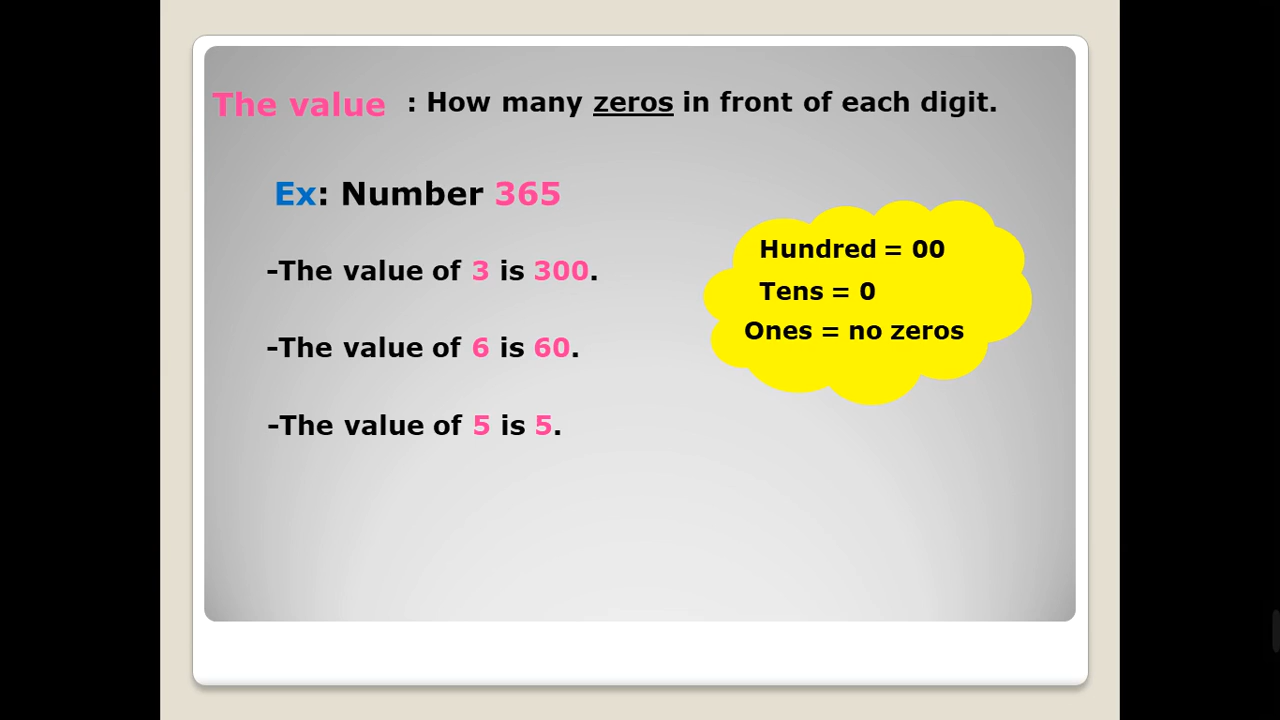 The value : How many zeros in front of each digit.
Ex: Number 365
-The value of 3 is 300.
-The value of 6 is 60.
-The value of 5 is 5.
Hundred = 00
Tens = 0
Ones = no zeros